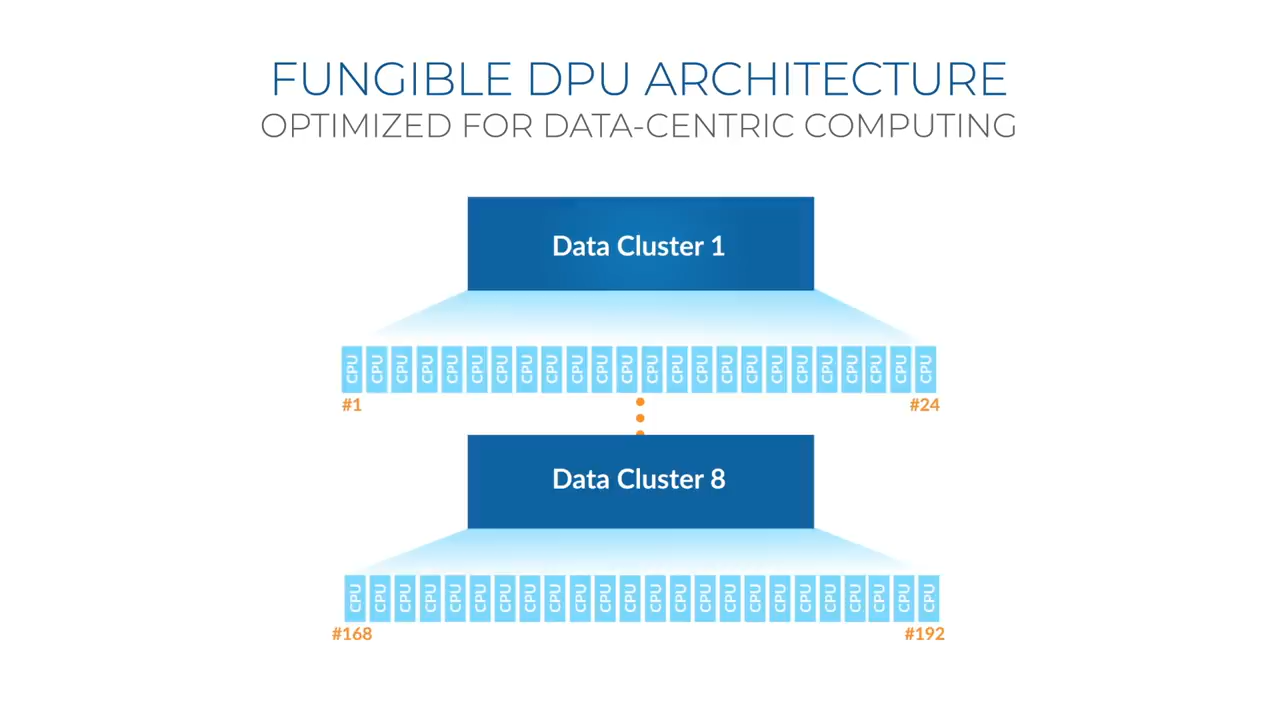 FUNGIBLE DPU ARCHITECTURE
OPTIMIZED FOR DATA-CENTRIC COMPUTING
Data Cluster 1
CPU CPU CPU CPU CPU CPU CPU CPU CPU CPU CPU CPU CPU CPU CPU CPU CPU CPU CPU CPU CPU CPU CPU CPU
#1 #24
Data Cluster 8
CPU CPU CPU CPU CPU CPU CPU CPU CPU CPU CPU CPU CPU CPU CPU CPU CPU CPU CPU CPU CPU CPU CPU CPU
#168 #192